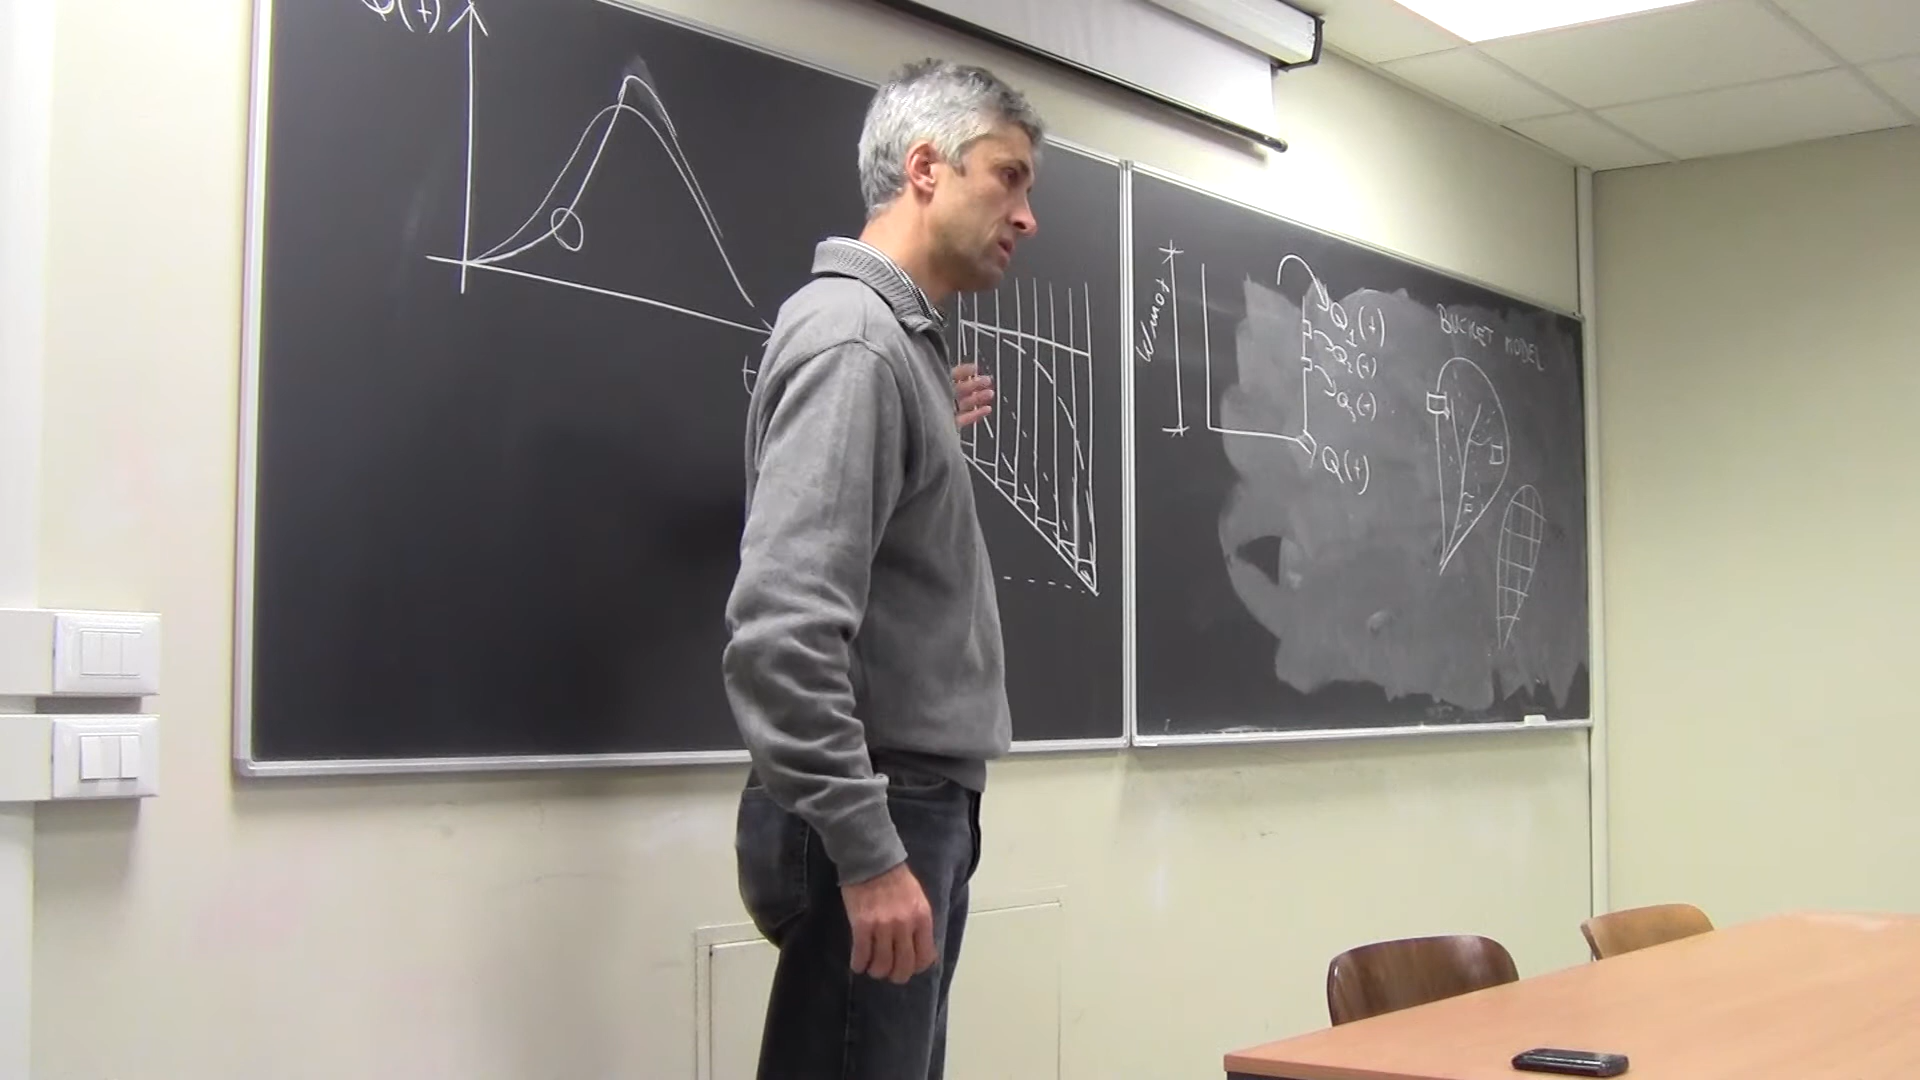 Q(t)
t
Wmax
Q1(t)
Q2(t)
Q3(t)
Q(t)
BUCKET MODEL